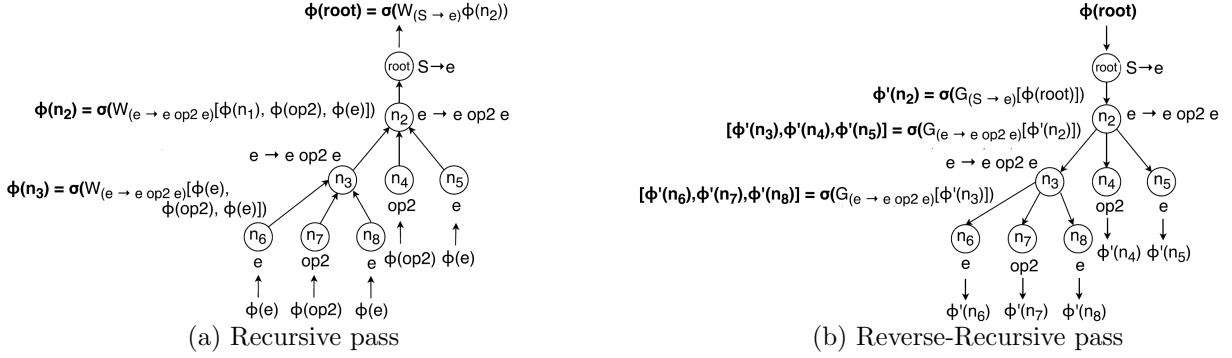 ϕ(root) = σ(W(S → e)ϕ(n2))
root S→e
ϕ(n2) = σ(W(e → e op2 e)[ϕ(n1), ϕ(op2), ϕ(e)])
n2 e → e op2 e
e → e op2 e
ϕ(n3) = σ(W(e → e op2 e)[ϕ(e),
ϕ(op2), ϕ(e)])
n3 n4 n5
op2 e
n6 n7 n8
e op2 e
ϕ(op2) ϕ(e)
ϕ(e) ϕ(op2) ϕ(e)
(a) Recursive pass
ϕ(root)
root S→e
ϕ'(n2) = σ(G(S → e)[ϕ(root)])
n2 e → e op2 e
[ϕ'(n3),ϕ'(n4),ϕ'(n5)] = σ(G(e → e op2 e)[ϕ'(n2)])
e → e op2 e
[ϕ'(n6),ϕ'(n7),ϕ'(n8)] = σ(G(e → e op2 e)[ϕ'(n3)])
n3 n4 n5
op2 e
n6 n7 n8
ϕ'(n4) ϕ'(n5)
e op2 e
ϕ'(n6) ϕ'(n7) ϕ'(n8)
(b) Reverse-Recursive pass